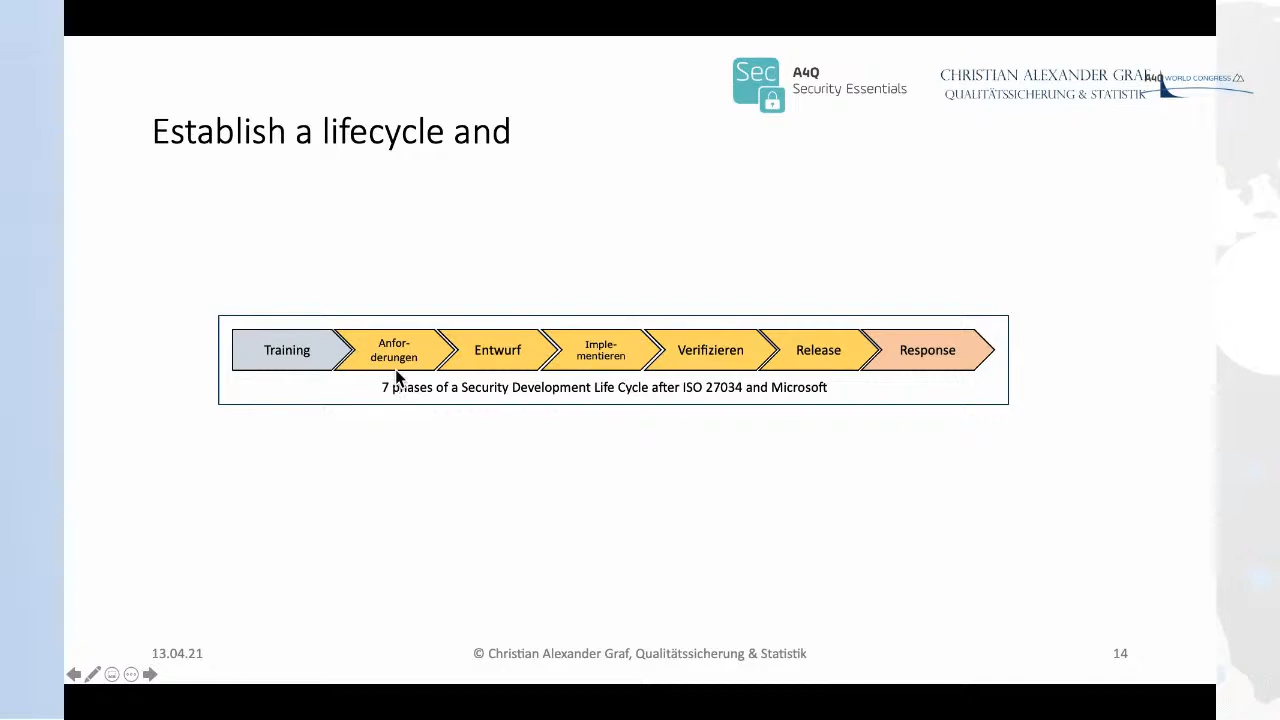 Sec
A4Q
Security Essentials
CHRISTIAN ALEXANDER GRAF
QUALITÄTSSICHERUNG & STATISTIK
A4Q WORLD CONGRESS
Establish a lifecycle and
Training
Anfor-
derungen
Entwurf
Imple-
mentieren
Verifizieren
Release
Response
7 phases of a Security Development Life Cycle after ISO 27034 and Microsoft
13.04.21
© Christian Alexander Graf, Qualitätssicherung & Statistik
14